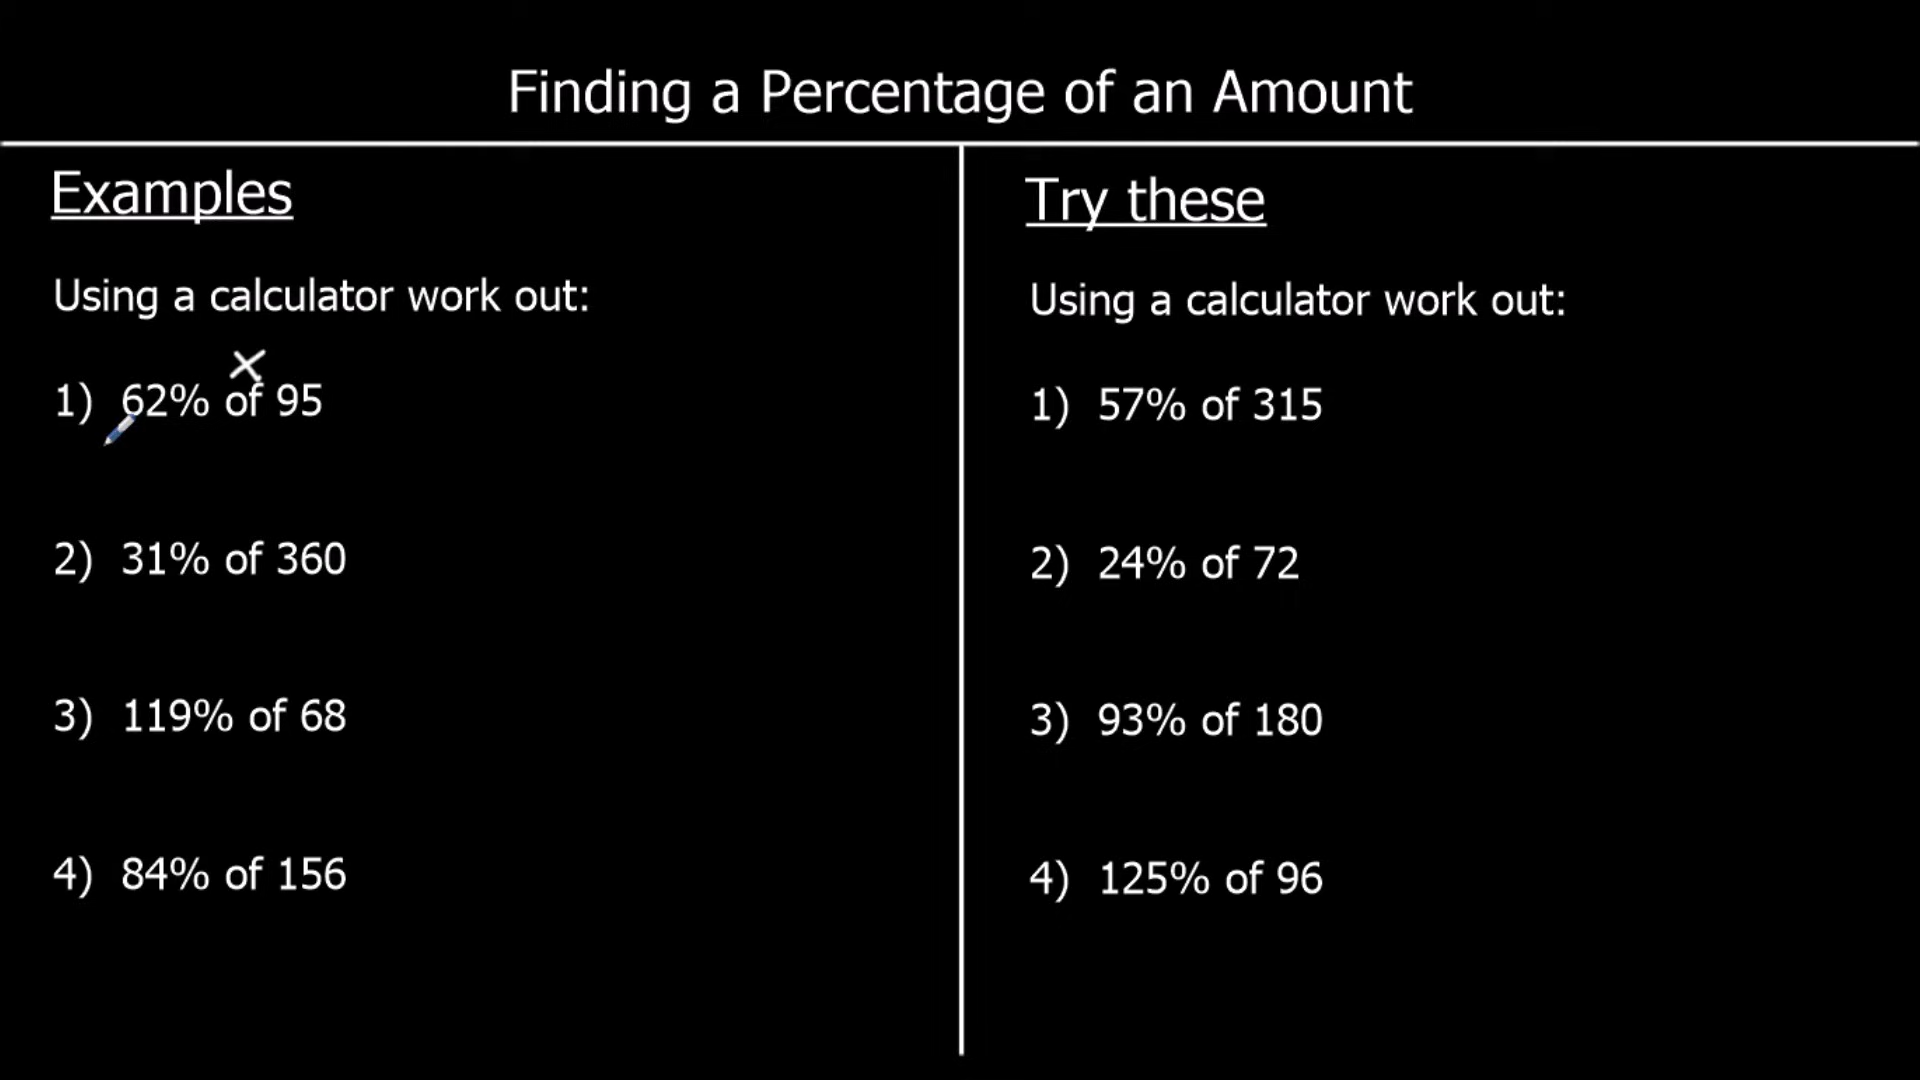 Finding a Percentage of an Amount
Examples
Using a calculator work out:
×
1) 62% of 95
2) 31% of 360
3) 119% of 68
4) 84% of 156
Try these
Using a calculator work out:
1) 57% of 315
2) 24% of 72
3) 93% of 180
4) 125% of 96